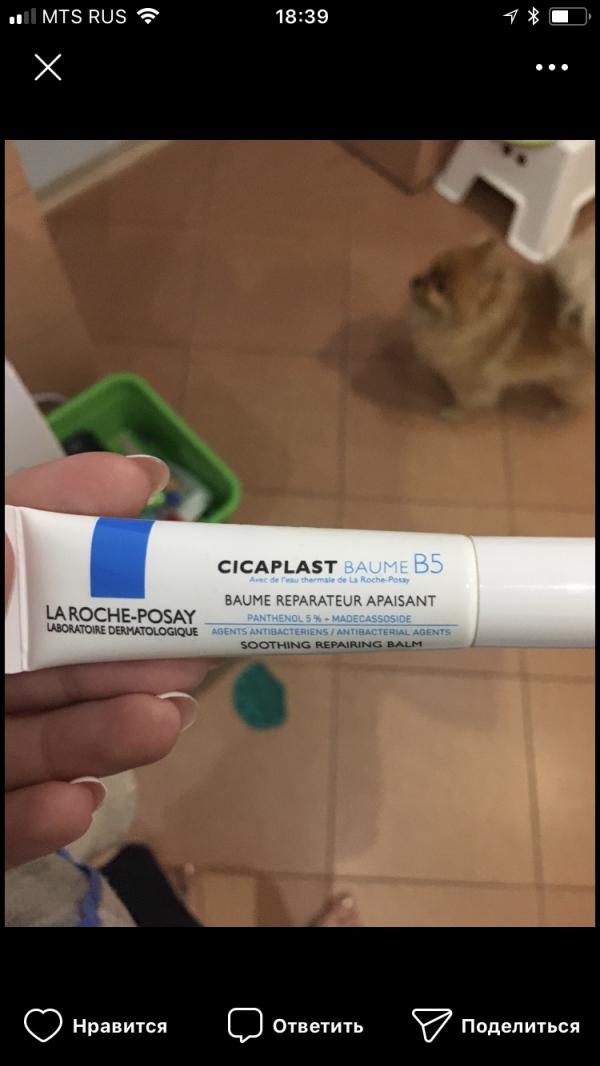 MTS RUS 18:39
CICAPLAST BAUME B5
Avec de l'eau thermale de La Roche-Posay
BAUME REPARATEUR APAISANT
LA ROCHE-POSAY
LABORATOIRE DERMATOLOGIQUE
PANTHENOL 5% + MADECASSOSIDE
AGENTS ANTIBACTERIENS / ANTIBACTERIAL AGENTS
SOOTHING REPAIRING BALM
Нравится Ответить Поделиться